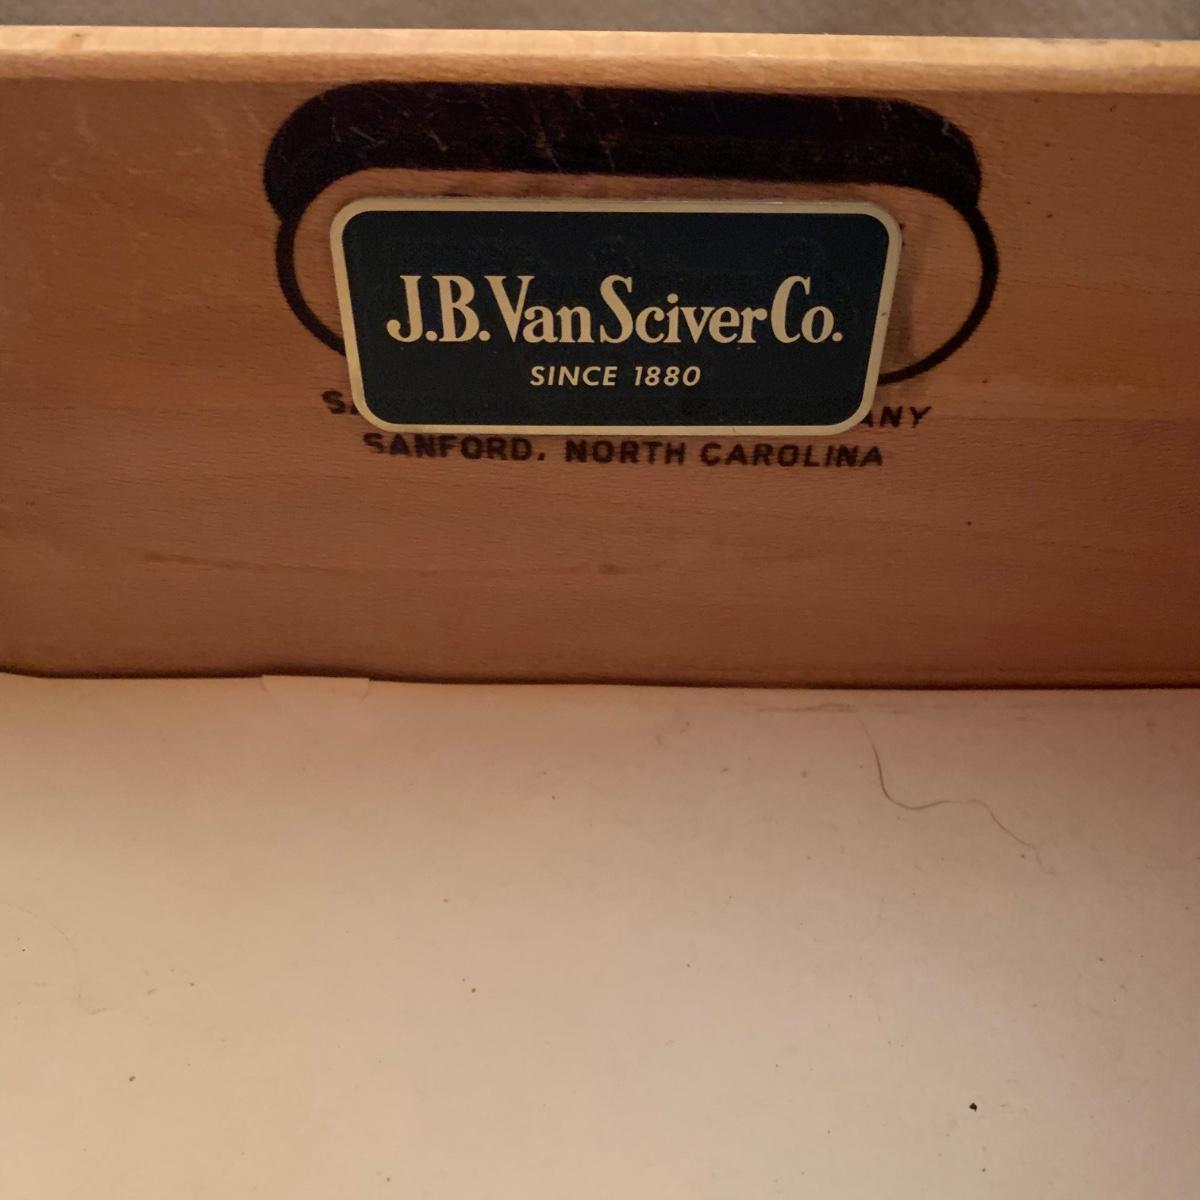 J.B. Van Sciver Co.
SINCE 1880
SANFORD, NORTH CAROLINA